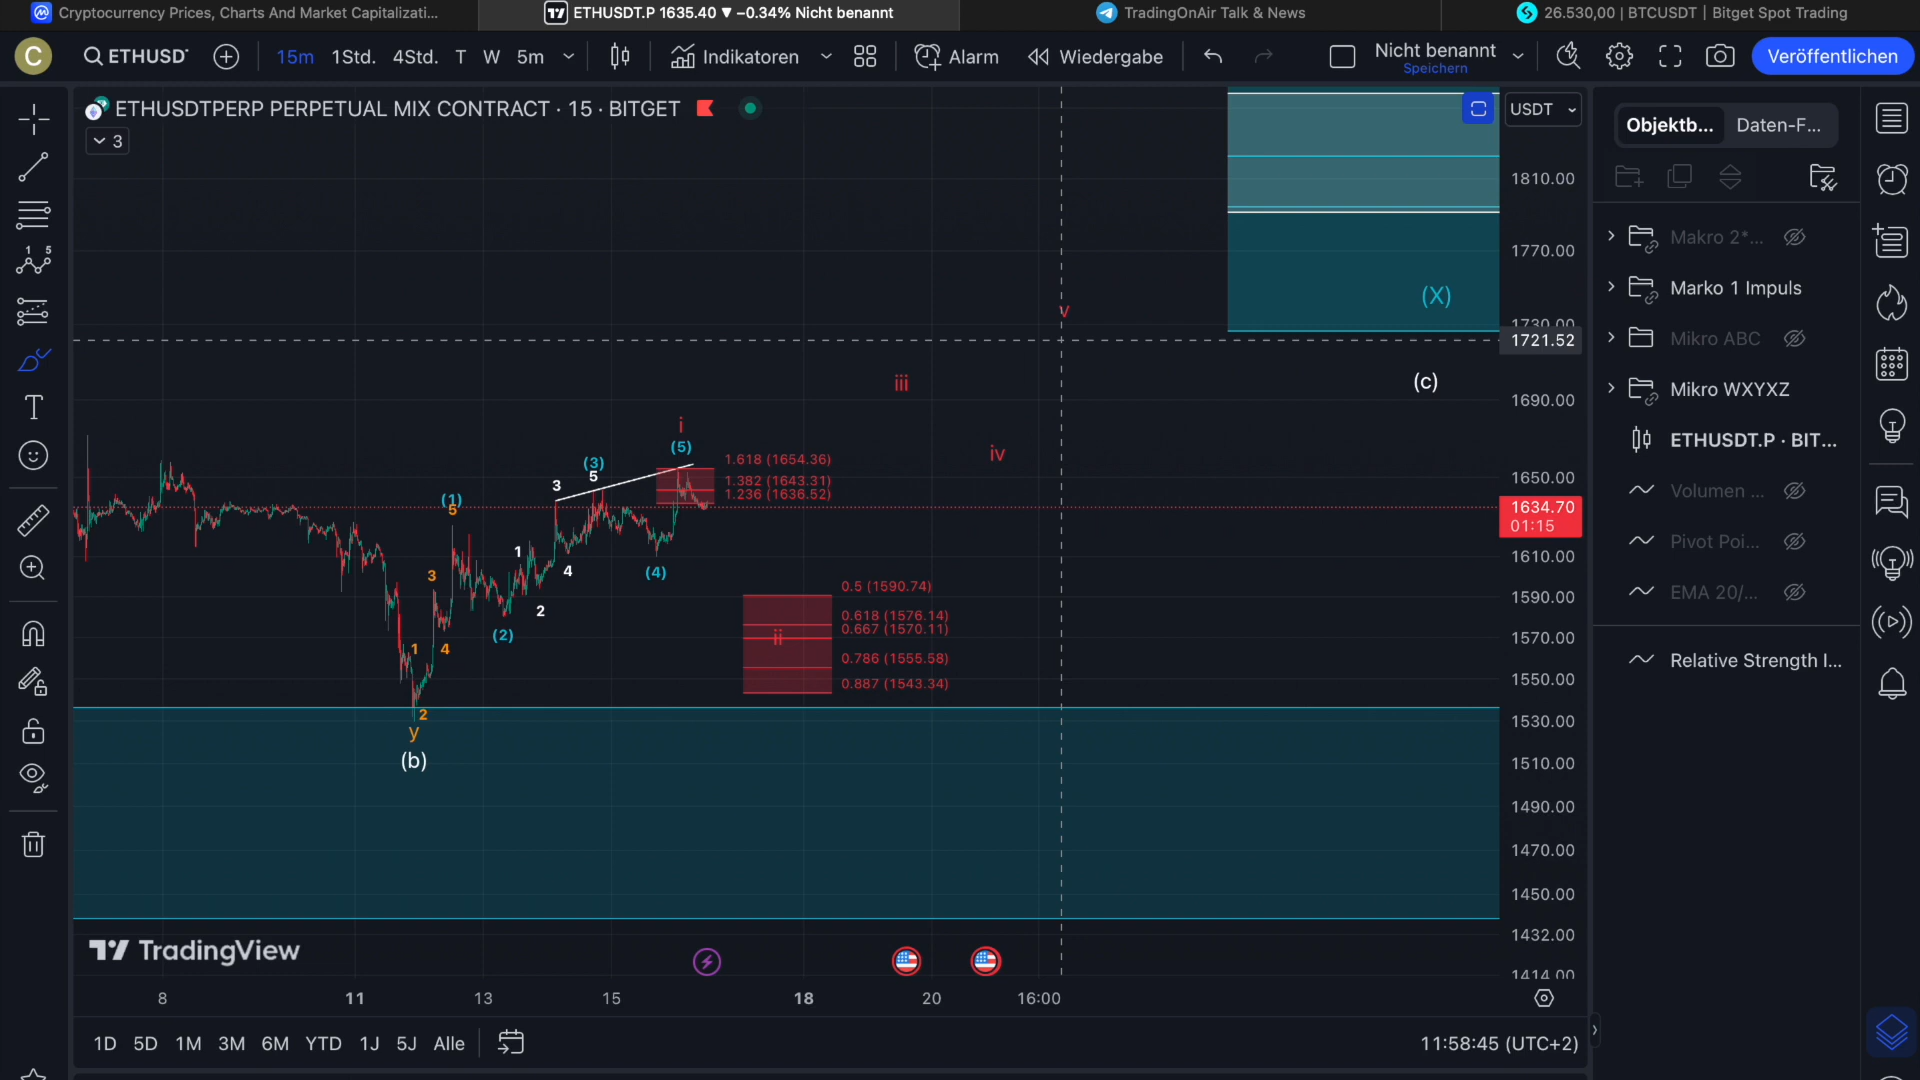 Cryptocurrency Prices, Charts And Market Capitalizati...
ETHUSDT.P 1635.40 ▼ −0.34% Nicht benannt
TradingOnAir Talk & News
26.530,00 | BTCUSDT | Bitget Spot Trading
C
ETHUSDT
15m
1Std.
4Std.
T
W
5m
Indikatoren
Alarm
Wiedergabe
Nicht benannt
Speichern
Veröffentlichen
ETHUSDTPERP PERPETUAL MIX CONTRACT · 15 · BITGET
3
USDT
1810.00
1770.00
1730.00
1721.52
1690.00
1650.00
1634.70
01:15
1610.00
1590.00
1570.00
1550.00
1530.00
1510.00
1490.00
1470.00
1450.00
1432.00
1414.00
(X)
v
(c)
iii
iv
i
(5)
(3)
5
3
(1)
5
1.618 (1654.36)
1.382 (1643.31)
1.236 (1636.52)
1
4
3
(4)
2
(2)
1
4
0.5 (1590.74)
0.618 (1576.14)
0.667 (1570.11)
ii
0.786 (1555.58)
0.887 (1543.34)
2
y
(b)
TradingView
8
11
13
15
18
20
16:00
1D
5D
1M
3M
6M
YTD
1J
5J
Alle
11:58:45 (UTC+2)
Objektb...
Daten-F...
Makro 2*...
Marko 1 Impuls
Mikro ABC
Mikro WXYXZ
ETHUSDT.P · BIT...
Volumen ...
Pivot Poi...
EMA 20/...
Relative Strength I...